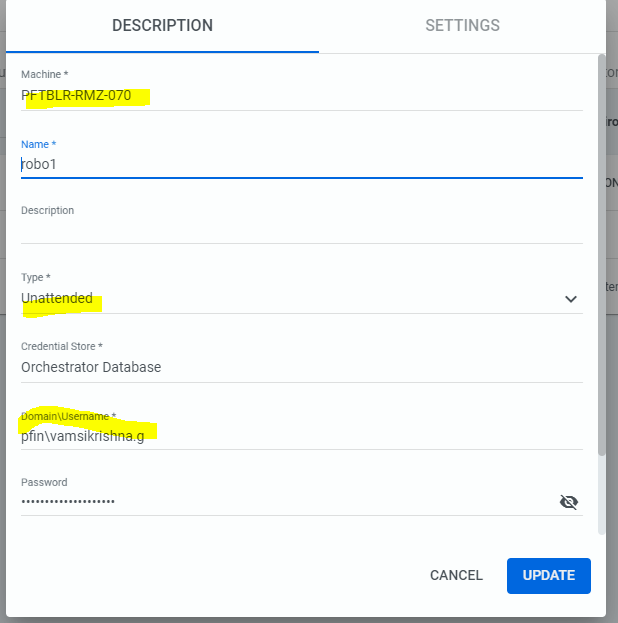 DESCRIPTION SETTINGS
Machine *
PFTBLR-RMZ-070
Name *
robo1
Description
Type *
Unattended
Credential Store *
Orchestrator Database
Domain\Username *
pfin\vamsikrishna.g
Password
••••••••••••••••••••
CANCEL UPDATE